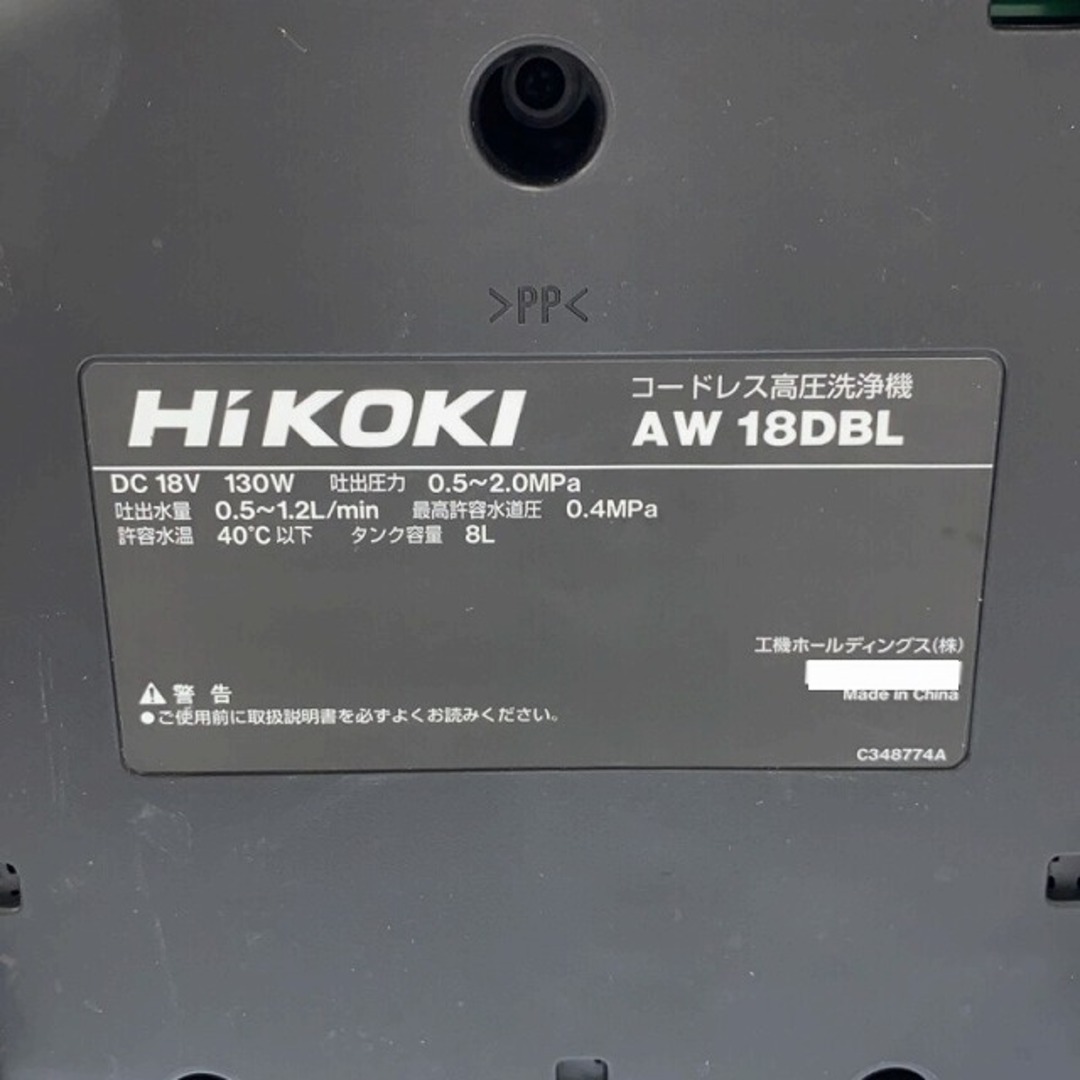 >PP<
HiKOKI
コードレス高圧洗浄機
AW 18DBL
DC 18V 130W 吐出圧力 0.5~2.0MPa
吐出水量 0.5~1.2L/min 最高許容水道圧 0.4MPa
許容水温 40℃以下 タンク容量 8L
工機ホールディングス(株)
Made in China
警告
●ご使用前に取扱説明書を必ずよくお読みください。
C348774A